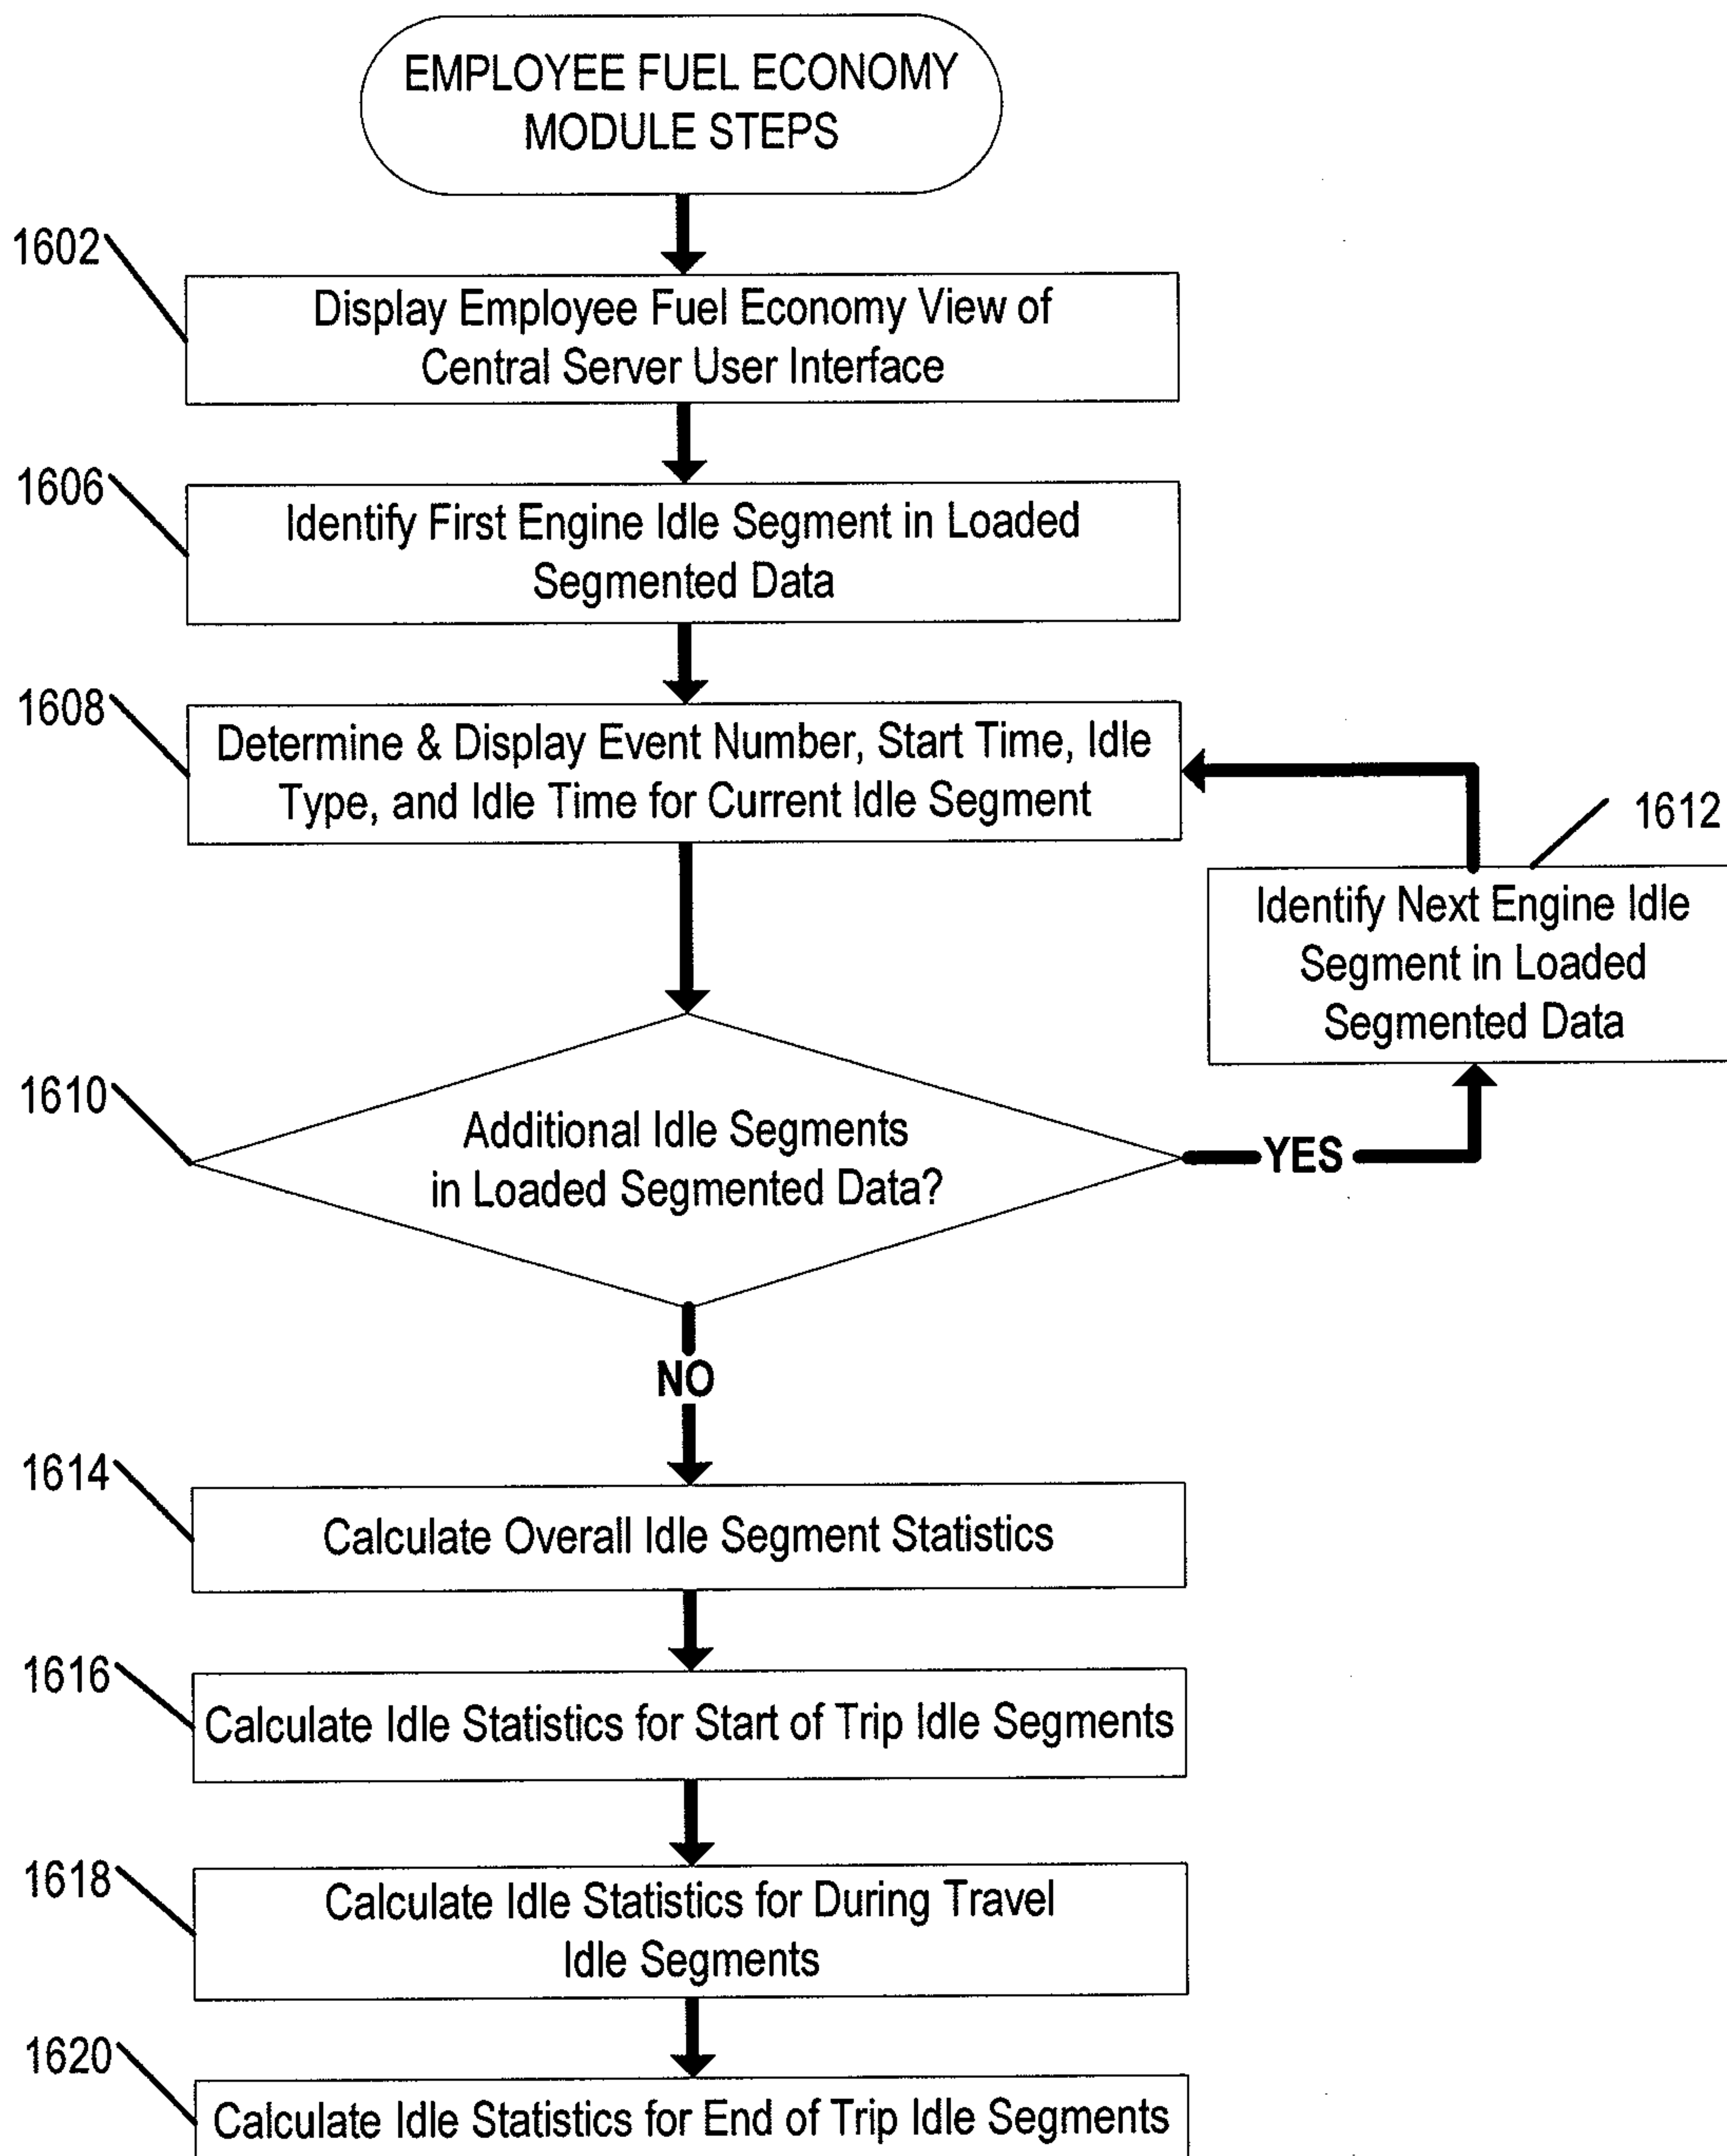 EMPLOYEE FUEL ECONOMY
MODULE STEPS
1602
Display Employee Fuel Economy View of
Central Server User Interface
1606
Identify First Engine Idle Segment in Loaded
Segmented Data
1608
Determine & Display Event Number, Start Time, Idle
Type, and Idle Time for Current Idle Segment
1612
Identify Next Engine Idle
Segment in Loaded
Segmented Data
1610
Additional Idle Segments
in Loaded Segmented Data?
YES
NO
1614
Calculate Overall Idle Segment Statistics
1616
Calculate Idle Statistics for Start of Trip Idle Segments
1618
Calculate Idle Statistics for During Travel
Idle Segments
1620
Calculate Idle Statistics for End of Trip Idle Segments